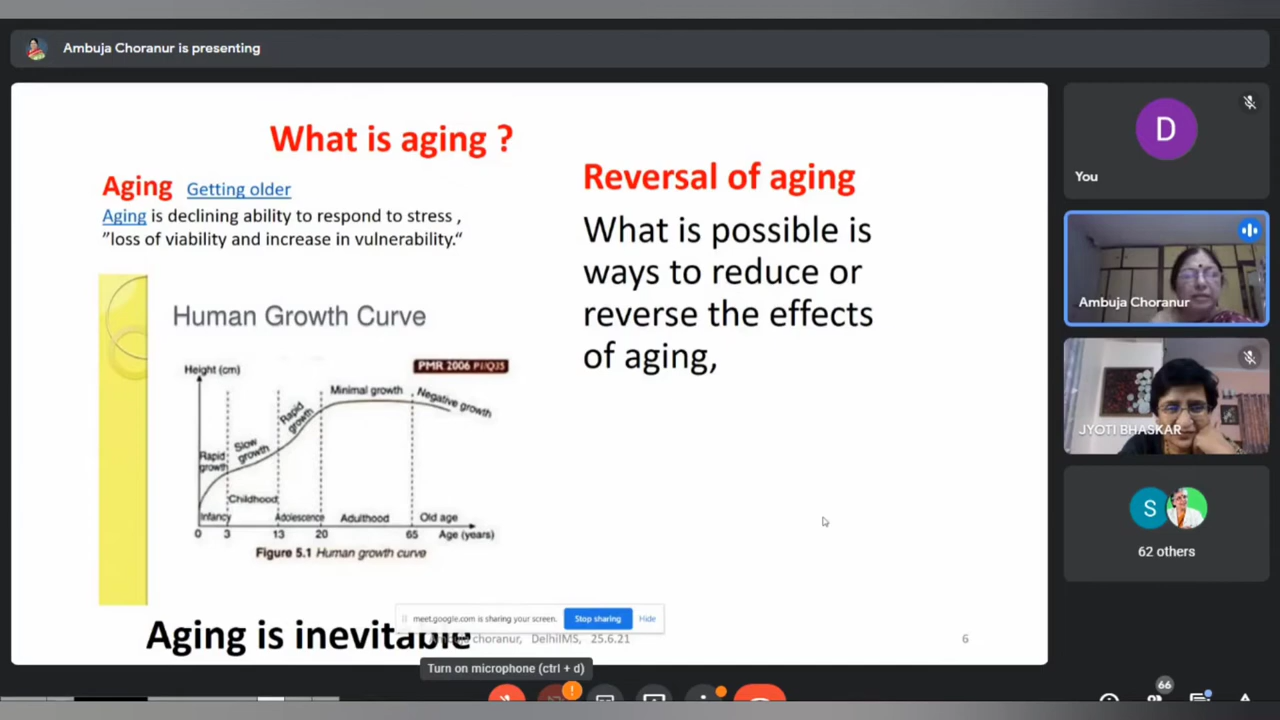 Ambuja Choranur is presenting
What is aging ?
Aging Getting older
Aging is declining ability to respond to stress ,
”loss of viability and increase in vulnerability.“
Human Growth Curve
Height (cm)
PMR 2006 P1/Q35
Minimal growth
Negative growth
Rapid
growth
Slow
growth
Rapid
growth
Childhood
Infancy
Adolescence
Adulthood
Old age
0 3 13 20 65 Age (years)
Figure 5.1 Human growth curve
Aging is inevitable
Reversal of aging
What is possible is
ways to reduce or
reverse the effects
of aging,
meet.google.com is sharing your screen. Stop sharing Hide
choranur, DelhiIMS, 25.6.21
6
Turn on microphone (ctrl + d)
D
You
Ambuja Choranur
JYOTI BHASKAR
S
62 others
66